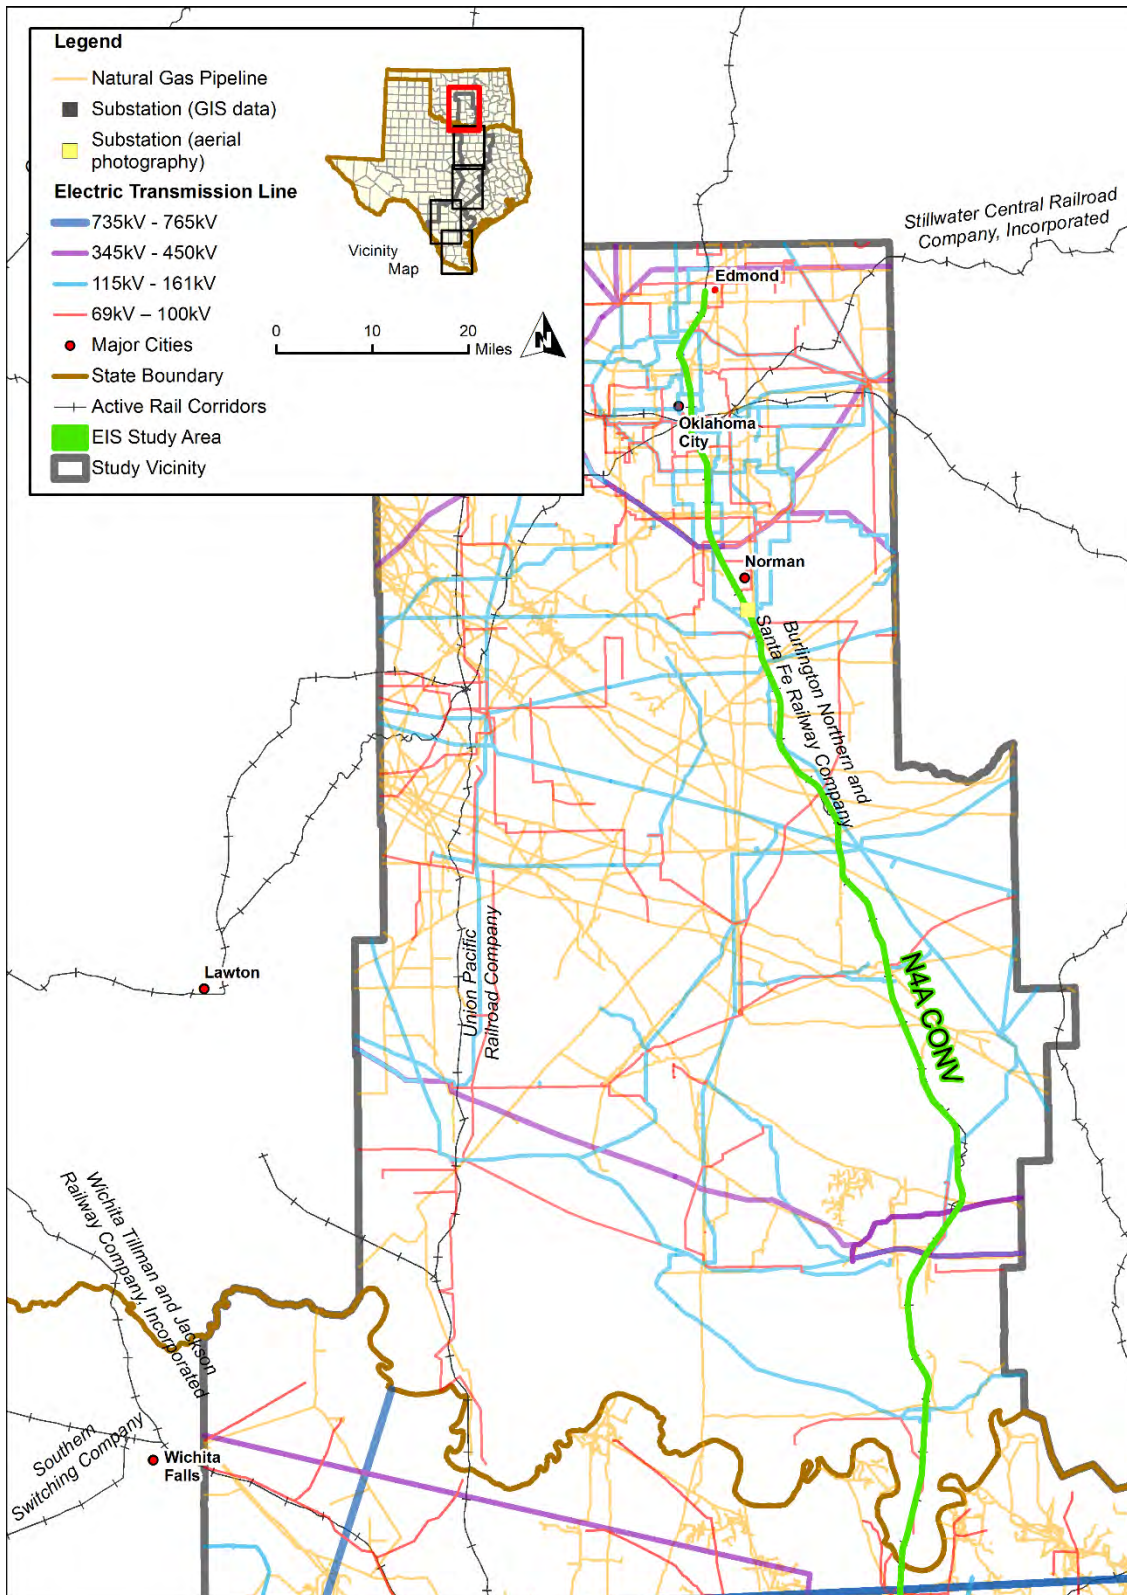 Legend
Natural Gas Pipeline
Substation (GIS data)
Substation (aerial
photography)
Electric Transmission Line
735kV - 765kV
345kV - 450kV
115kV - 161kV
69kV – 100kV
Major Cities
State Boundary
Active Rail Corridors
EIS Study Area
Study Vicinity
Vicinity
Map
0 10 20
Miles
N
Stillwater Central Railroad
Company, Incorporated
Edmond
Oklahoma
City
Norman
Burlington Northern and
Santa Fe Railway Company
Lawton
Union Pacific
Railroad Company
N4A CONV
Wichita Tillman and Jackson
Railway Company, Incorporated
Southern
Switching Company
Wichita
Falls